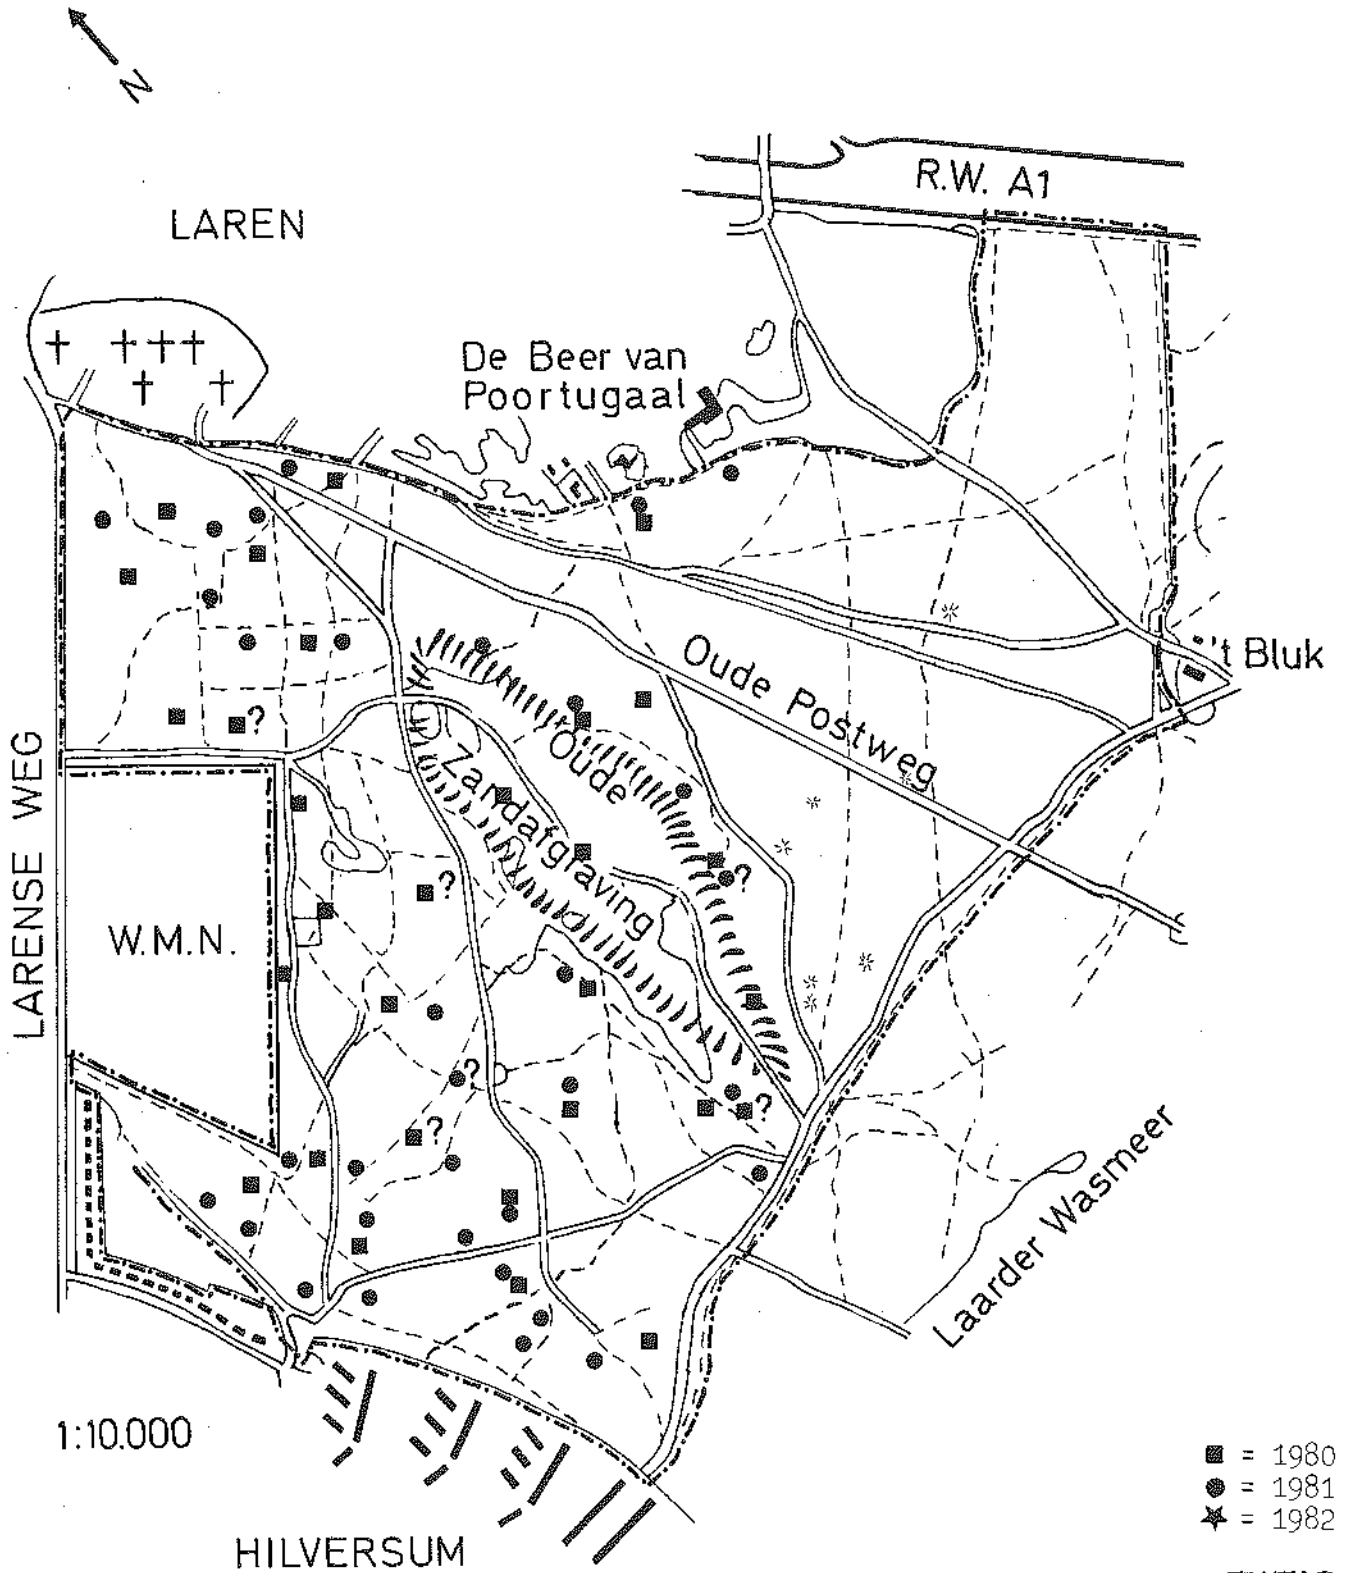 N
R.W. A1
LAREN
De Beer van
Poortugaal
't Bluk
Oude Postweg
Oude
Zandafgraving
?
?
?
LARENSE WEG
W.M.N.
?
?
?
Laarder Wasmeer
1:10.000
■ = 1980
● = 1981
★ = 1982
HILVERSUM